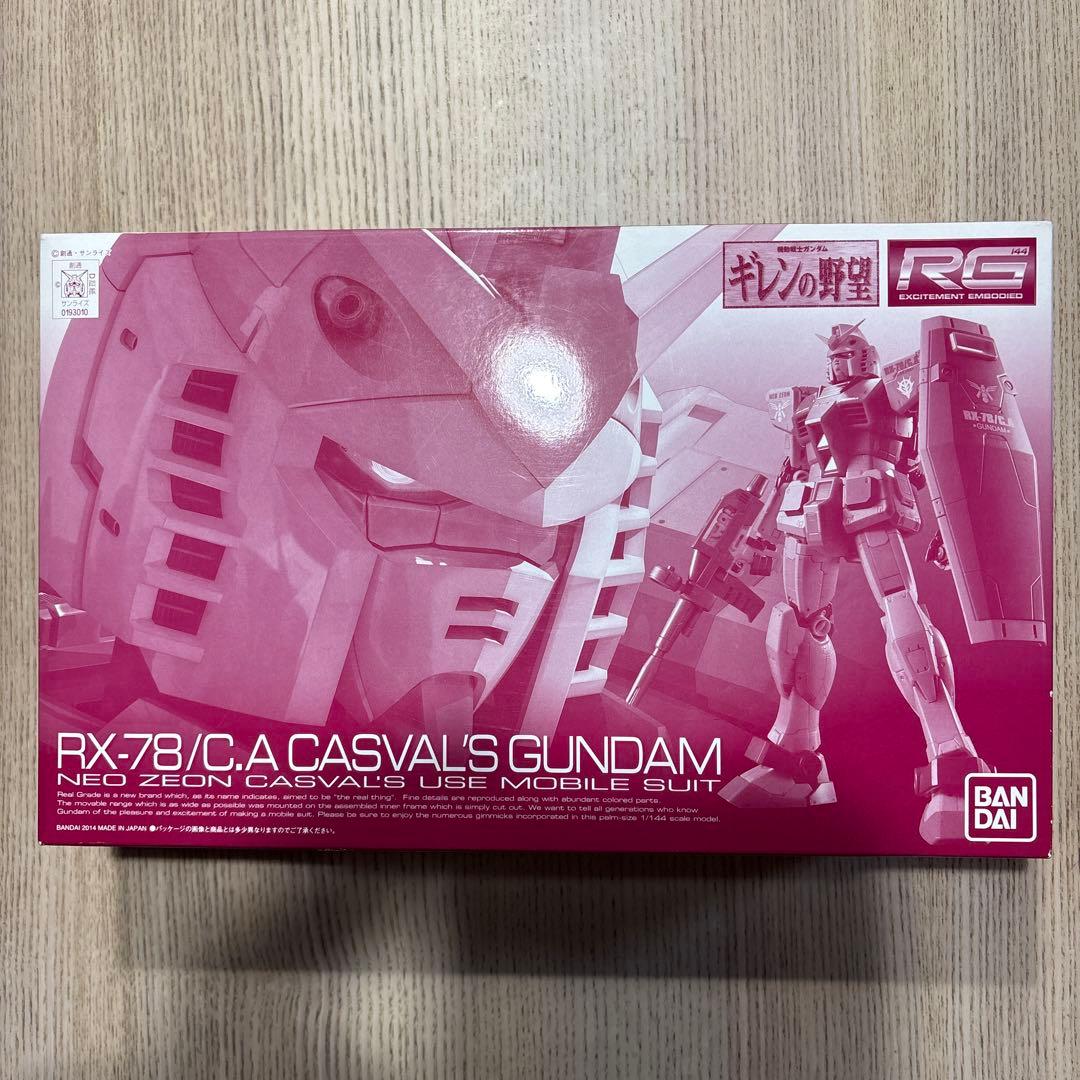 ©創通・サンライズ
創通
©
サンライズ
0193010
機動戦士ガンダム
ギレンの野望
RG
1/144
EXCITEMENT EMBODIED
NEO ZEON
RX-78/C.A
RX-78/C.A
GUNDAM
RX-78/C.A CASVAL'S GUNDAM
NEO ZEON CASVAL'S USE MOBILE SUIT
Real Grade is a new brand which, as its name indicates, aimed to be "the real thing". Fine details are reproduced along with abundant colored parts.
The movable range which is as wide as possible was mounted on the assembled inner frame which is simply cut out. We want to tell all generations who know
Gundam of the pleasure and excitement of making a mobile suit. Please be sure to enjoy the numerous gimmicks incorporated in this palm-size 1/144 scale model.
BANDAI 2014 MADE IN JAPAN ●パッケージの画像と商品とは多少異なりますのでご了承ください。
BAN
DAI